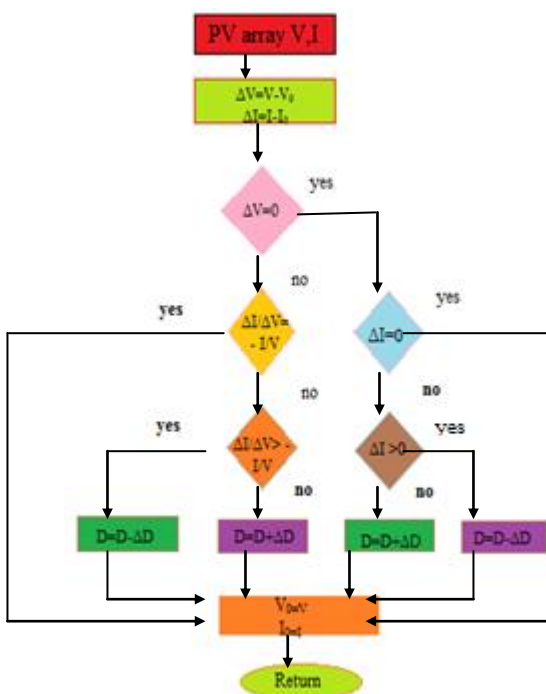 PV array V,I
ΔV=V-V₀
ΔI=I-I₀
yes
ΔV=0
no
yes
yes
ΔI/ΔV=
- I/V
ΔI=0
no
no
yes
yes
ΔI/ΔV> -
I/V
ΔI >0
no
no
D=D-ΔD
D=D+ΔD
D=D+ΔD
D=D-ΔD
V₀=V
I₀=I
Return